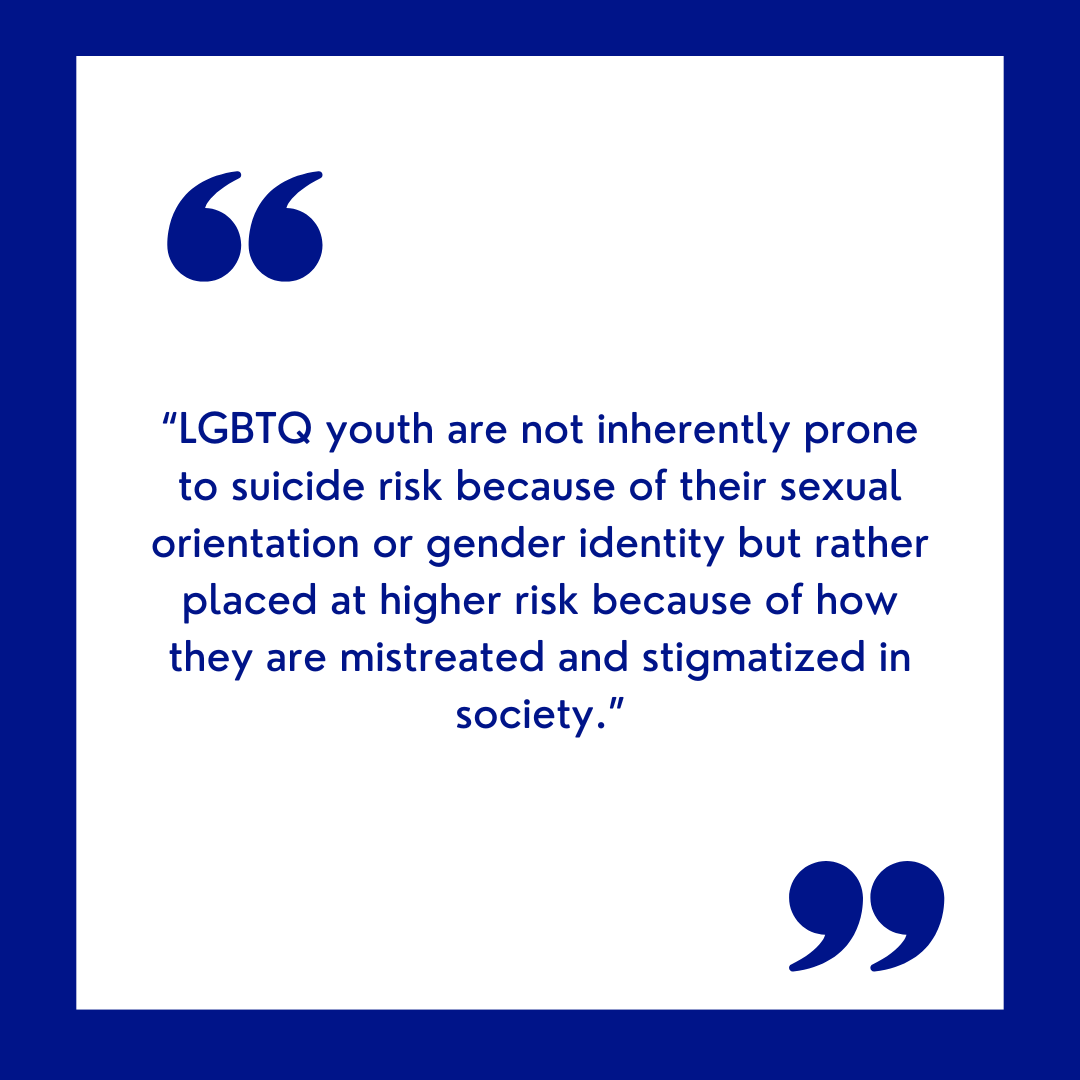 “LGBTQ youth are not inherently prone
to suicide risk because of their sexual
orientation or gender identity but rather
placed at higher risk because of how
they are mistreated and stigmatized in
society.”